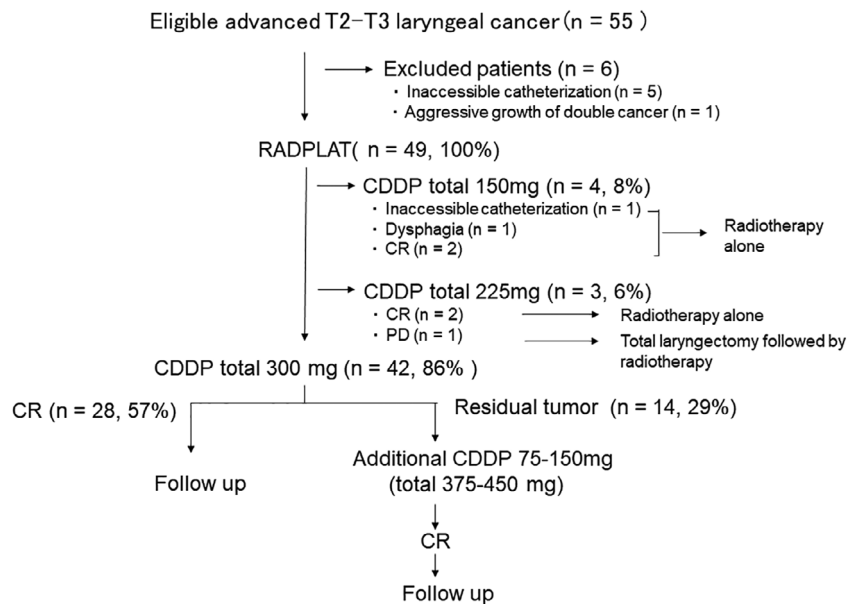 Eligible advanced T2-T3 laryngeal cancer (n = 55 )
Excluded patients (n = 6)
・ Inaccessible catheterization (n = 5)
・ Aggressive growth of double cancer (n = 1)
RADPLAT( n = 49, 100%)
CDDP total 150mg (n = 4, 8%)
・ Inaccessible catheterization (n = 1)
・ Dysphagia (n = 1)
・ CR (n = 2)
Radiotherapy
alone
CDDP total 225mg (n = 3, 6%)
・ CR (n = 2)
Radiotherapy alone
・ PD (n = 1)
Total laryngectomy followed by
radiotherapy
CDDP total 300 mg (n = 42, 86% )
CR (n = 28, 57%)
Residual tumor (n = 14, 29%)
Follow up
Additional CDDP 75-150mg
(total 375-450 mg)
CR
Follow up